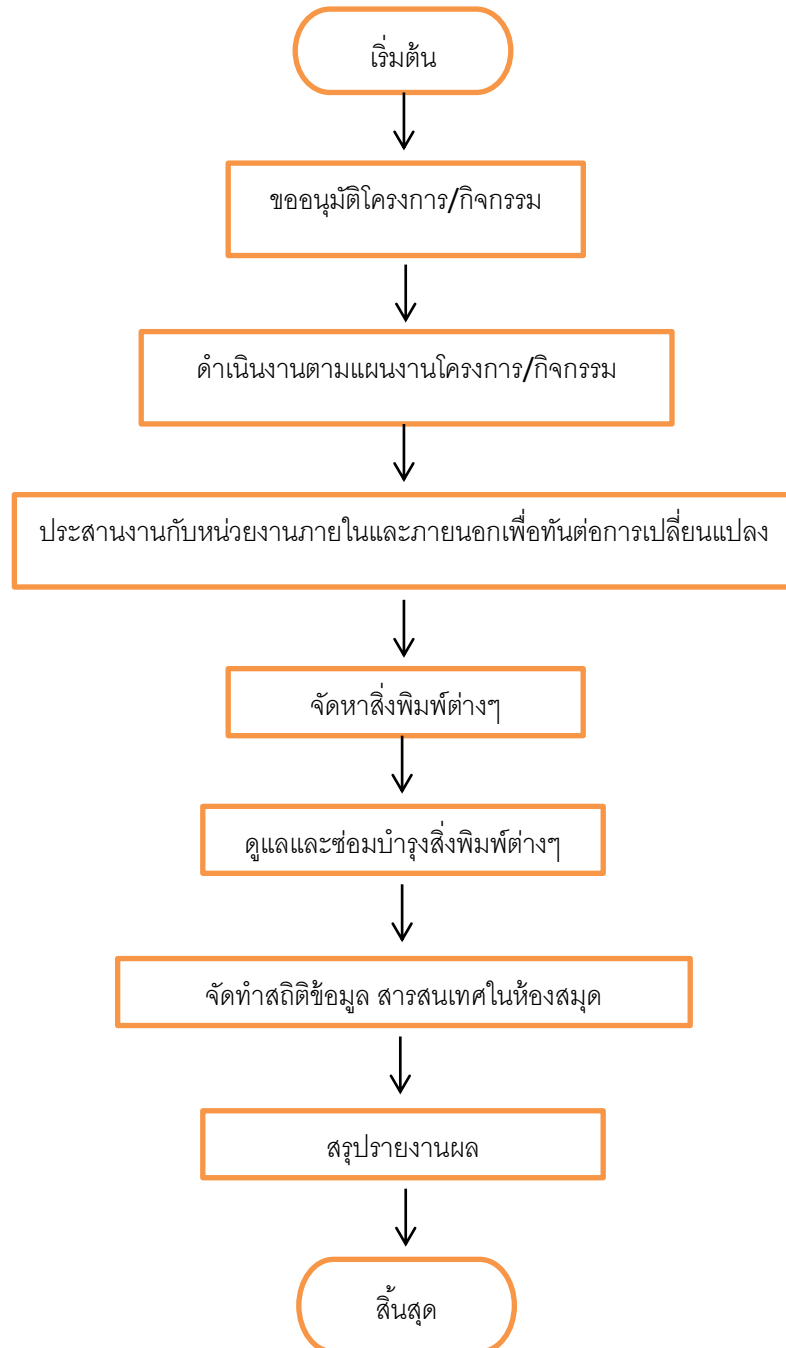 เริ่มต้น
ขออนุมัติโครงการ/กิจกรรม
ดำเนินงานตามแผนงานโครงการ/กิจกรรม
ประสานงานกับหน่วยงานภายในและภายนอกเพื่อทันต่อการเปลี่ยนแปลง
จัดหาสิ่งพิมพ์ต่างๆ
ดูแลและซ่อมบำรุงสิ่งพิมพ์ต่างๆ
จัดทำสถิติข้อมูล สารสนเทศในห้องสมุด
สรุปรายงานผล
สิ้นสุด